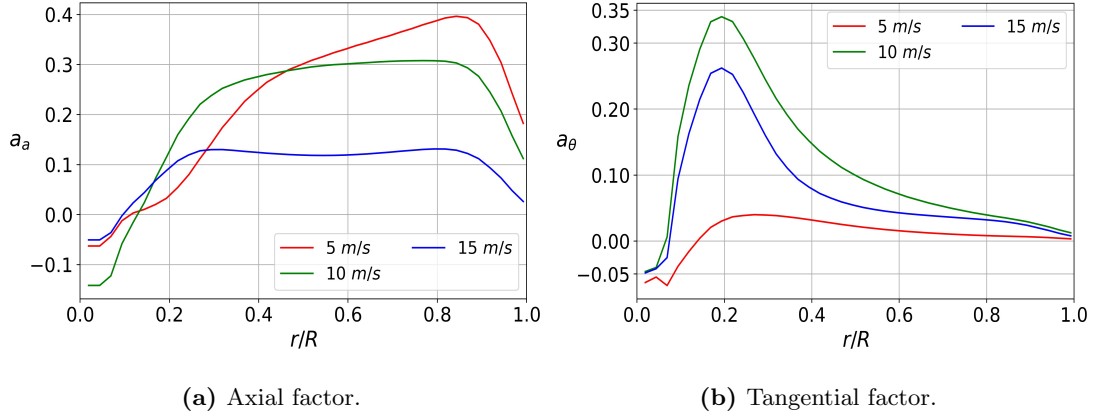 0.4
0.3
0.2
0.1
0.0
−0.1
a_a
5 m/s
10 m/s
15 m/s
0.0 0.2 0.4 0.6 0.8 1.0
r/R
(a) Axial factor.
0.35
0.30
0.20
0.10
0.00
−0.05
a_θ
5 m/s
10 m/s
15 m/s
0.0 0.2 0.4 0.6 0.8 1.0
r/R
(b) Tangential factor.